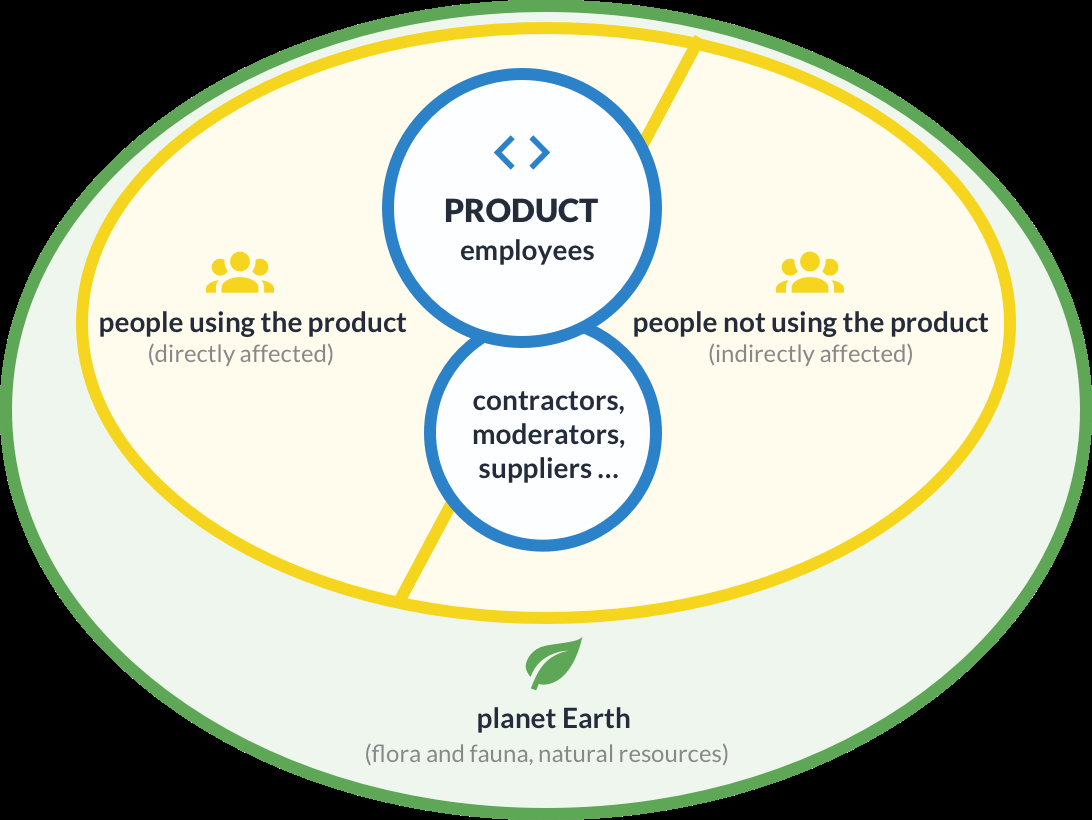 PRODUCT
employees
people using the product
(directly affected)
people not using the product
(indirectly affected)
contractors,
moderators,
suppliers ...
planet Earth
(flora and fauna, natural resources)